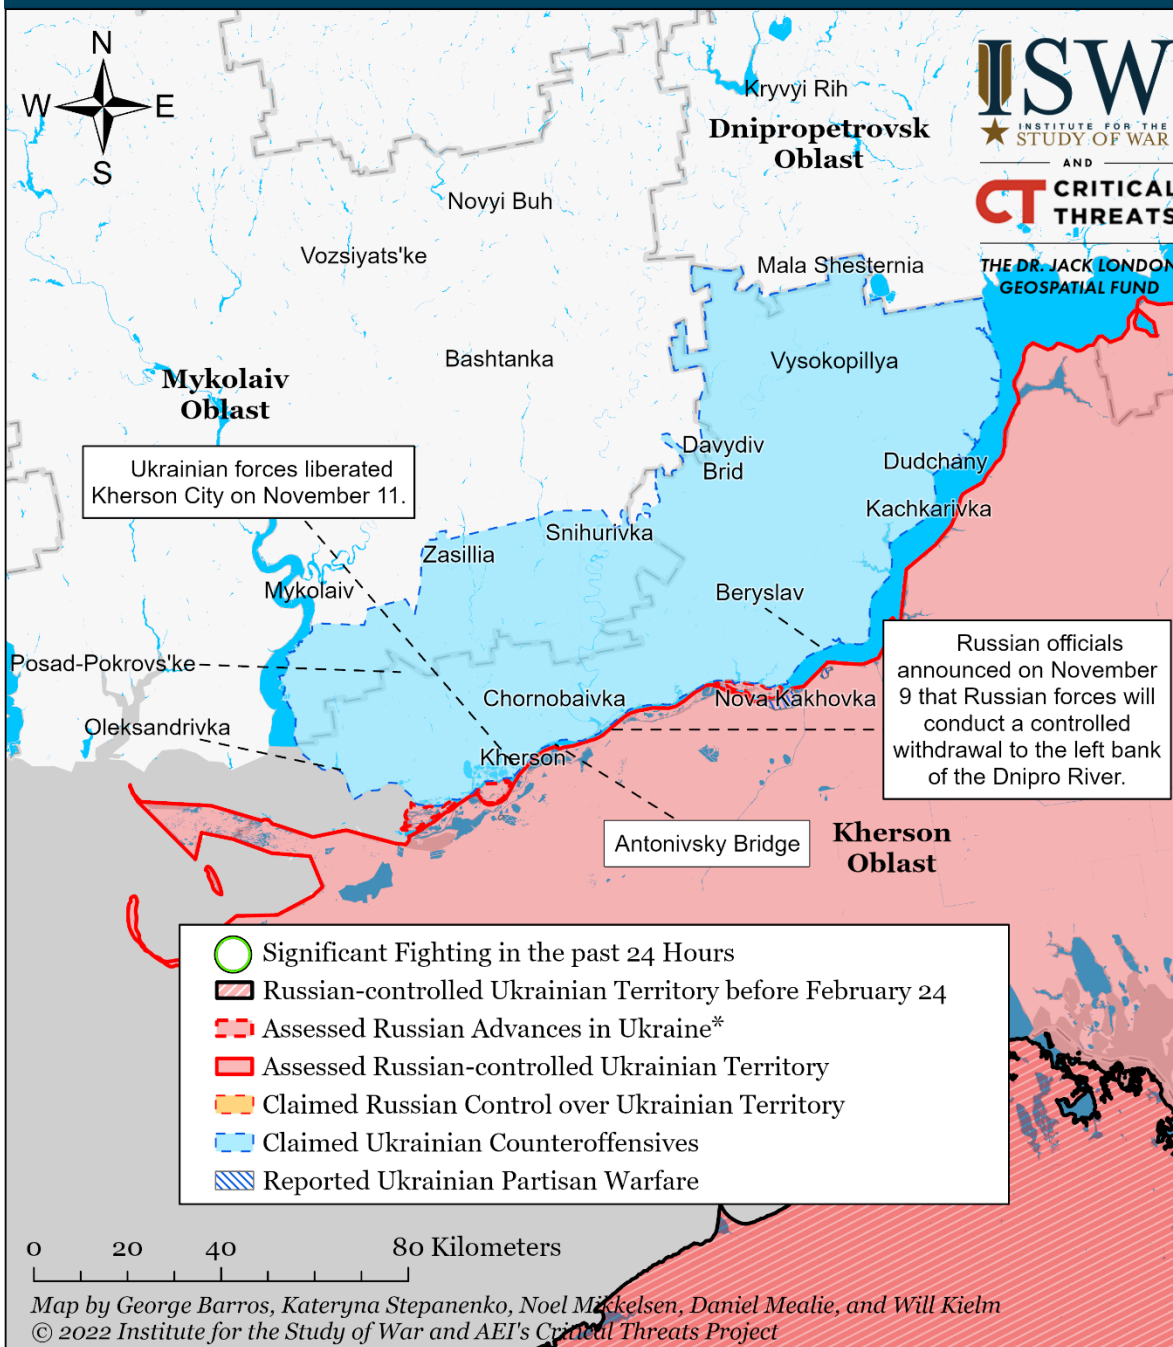 N
W
E
S
ISW
INSTITUTE FOR THE
STUDY OF WAR
AND
CT CRITICAL
THREATS
THE DR. JACK LONDON
GEOSPATIAL FUND
Kryvyi Rih
Dnipropetrovsk
Oblast
Novyi Buh
Vozsiyats'ke
Mala Shesternia
Bashtanka
Vysokopillya
Mykolaiv
Oblast
Davydiv
Brid
Dudchany
Ukrainian forces liberated
Kherson City on November 11.
Kachkarivka
Snihurivka
Zasillia
Mykolaiv
Beryslav
Russian officials
announced on November
9 that Russian forces will
conduct a controlled
withdrawal to the left bank
of the Dnipro River.
Posad-Pokrovs'ke
Chornobaivka
Nova Kakhovka
Oleksandrivka
Kherson
Antonivsky Bridge
Kherson
Oblast
Significant Fighting in the past 24 Hours
Russian-controlled Ukrainian Territory before February 24
Assessed Russian Advances in Ukraine*
Assessed Russian-controlled Ukrainian Territory
Claimed Russian Control over Ukrainian Territory
Claimed Ukrainian Counteroffensives
Reported Ukrainian Partisan Warfare
0 20 40 80 Kilometers
Map by George Barros, Kateryna Stepanenko, Noel Mikkelsen, Daniel Mealie, and Will Kielm
© 2022 Institute for the Study of War and AEI's Critical Threats Project